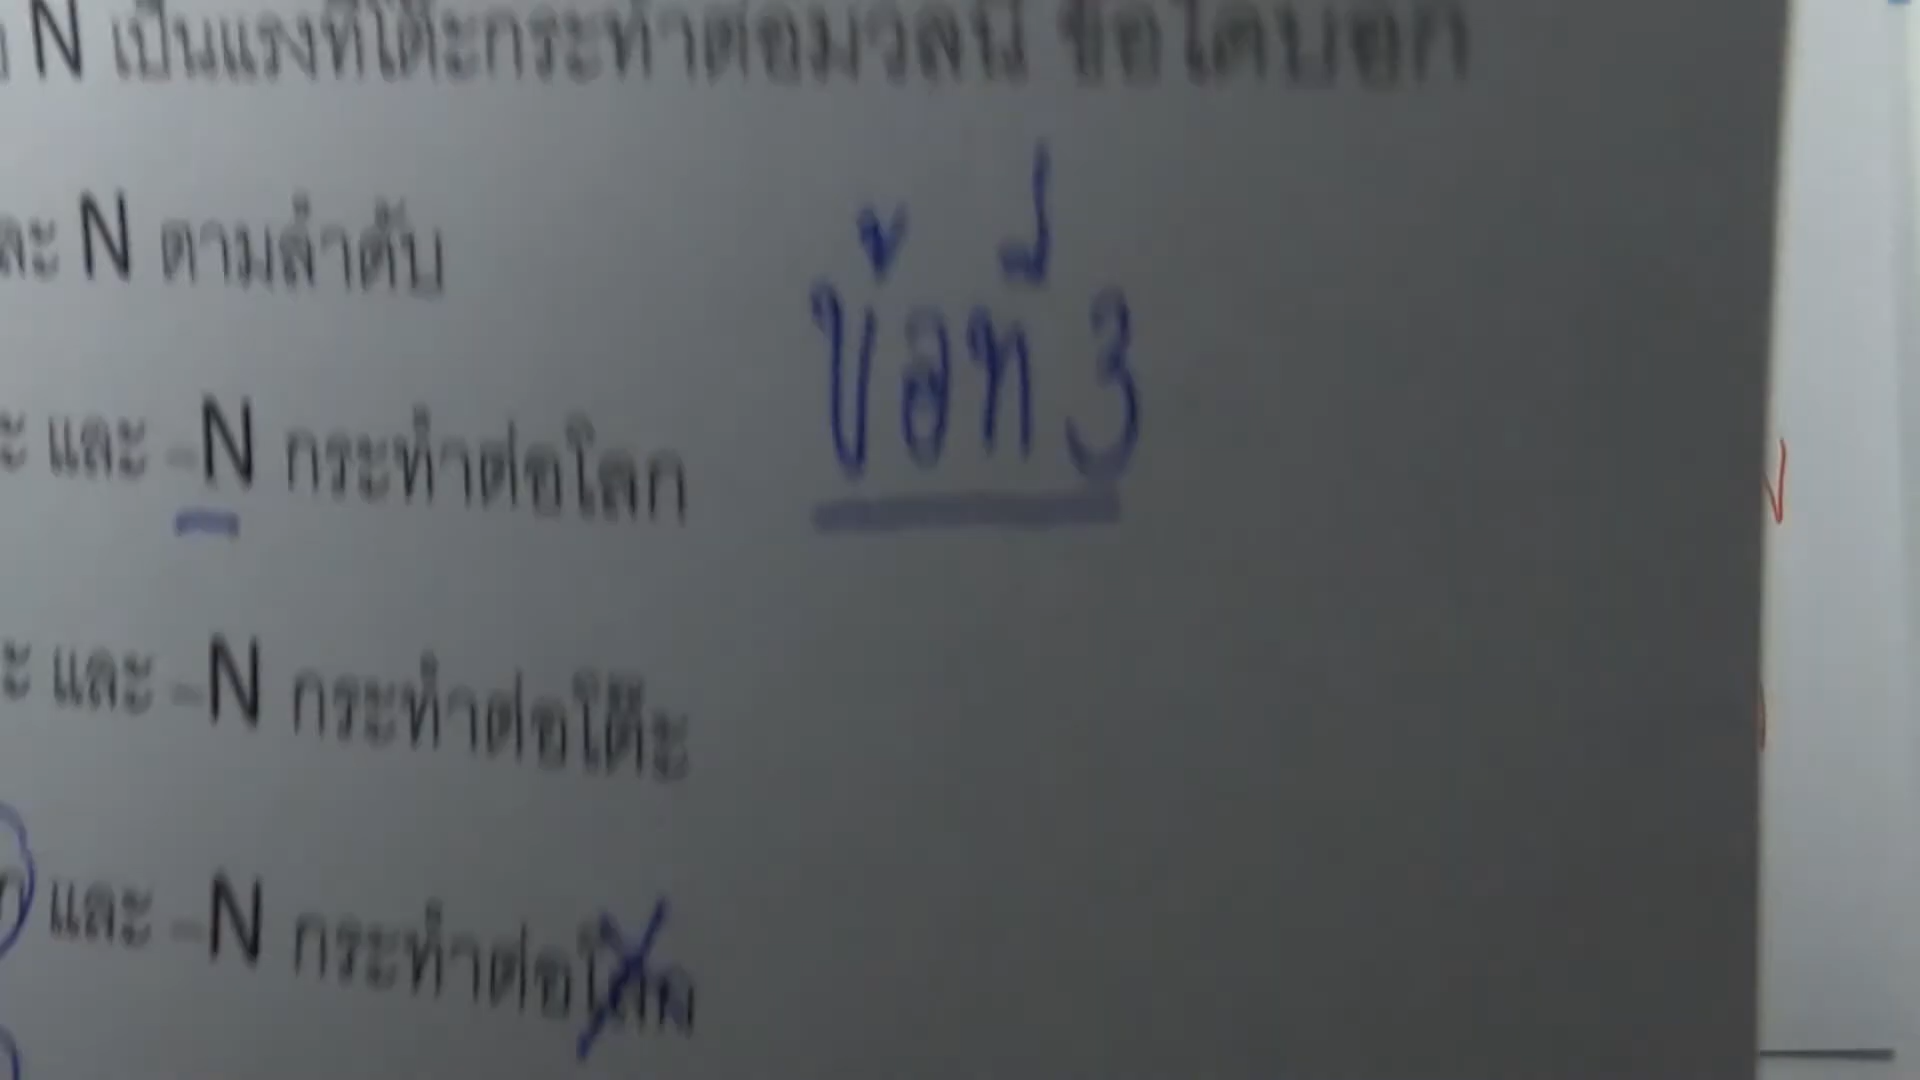 N เป็นแรงที่โต๊ะกระทำต่อมวลนี้ ข้อใดบอก
ละ N ตามลำดับ
ข้อที่ 3
ะ และ -N กระทำต่อโลก
ะ และ -N กระทำต่อโต๊ะ
และ -N กระทำต่อ
N